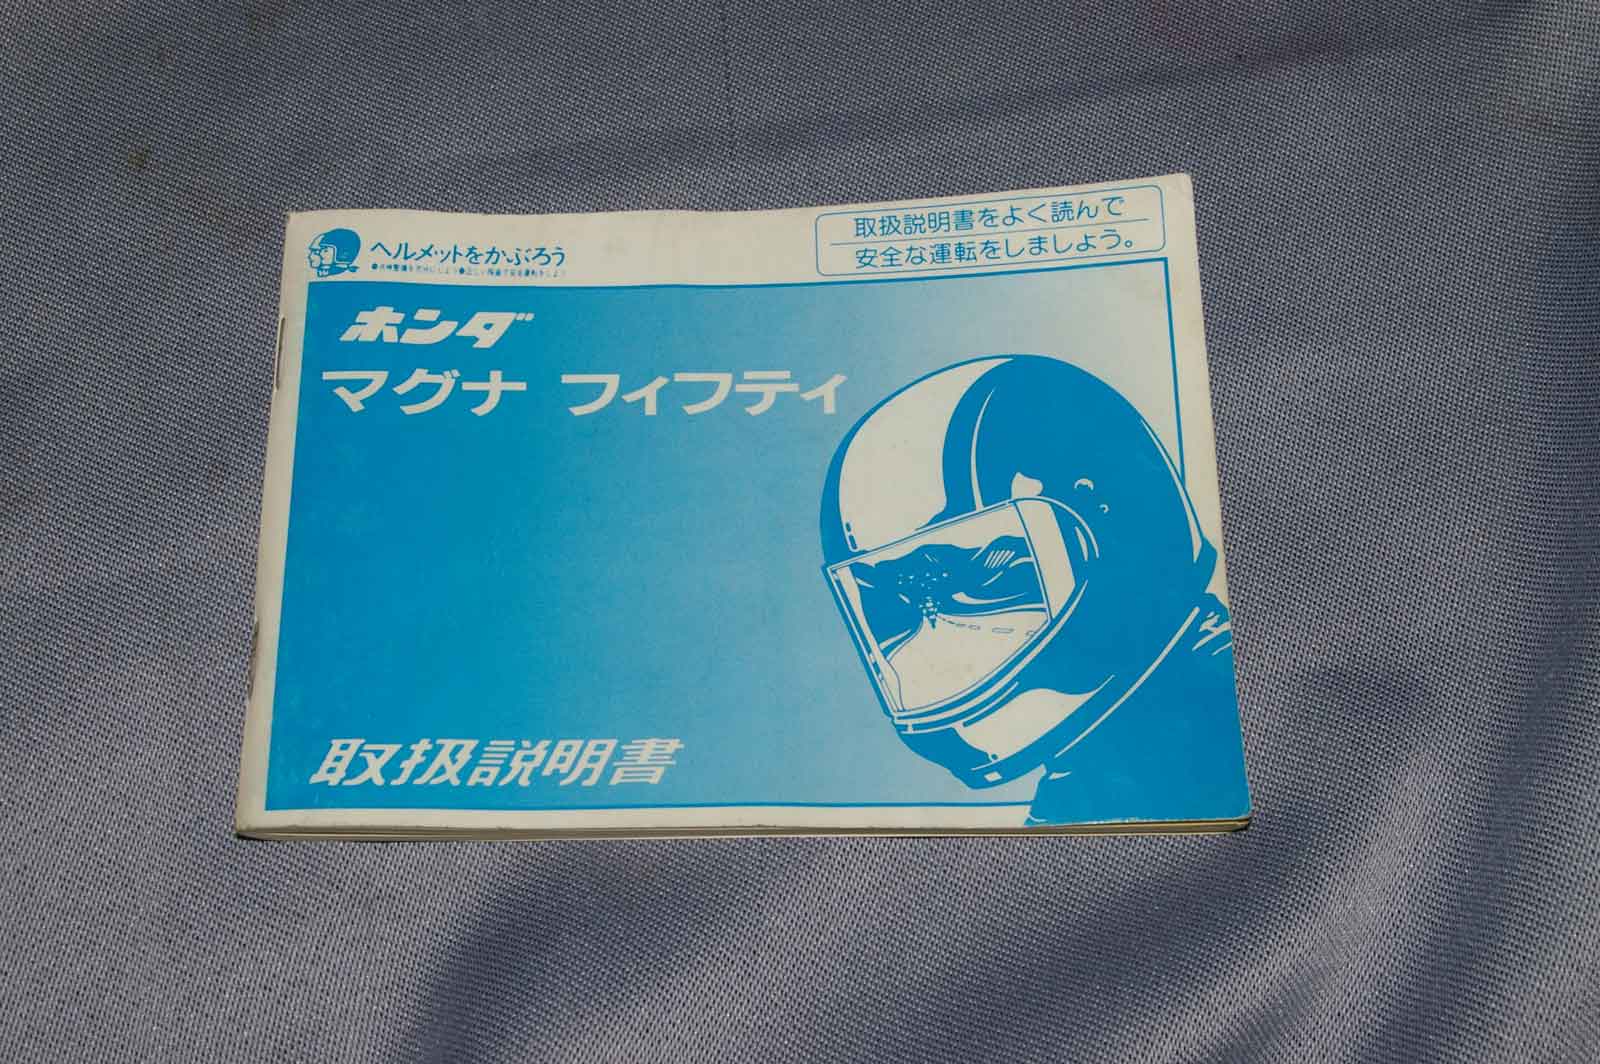 ヘルメットをかぶろう
取扱説明書をよく読んで
安全な運転をしましょう。
ホンダ
マグナ フィフティ
取扱説明書